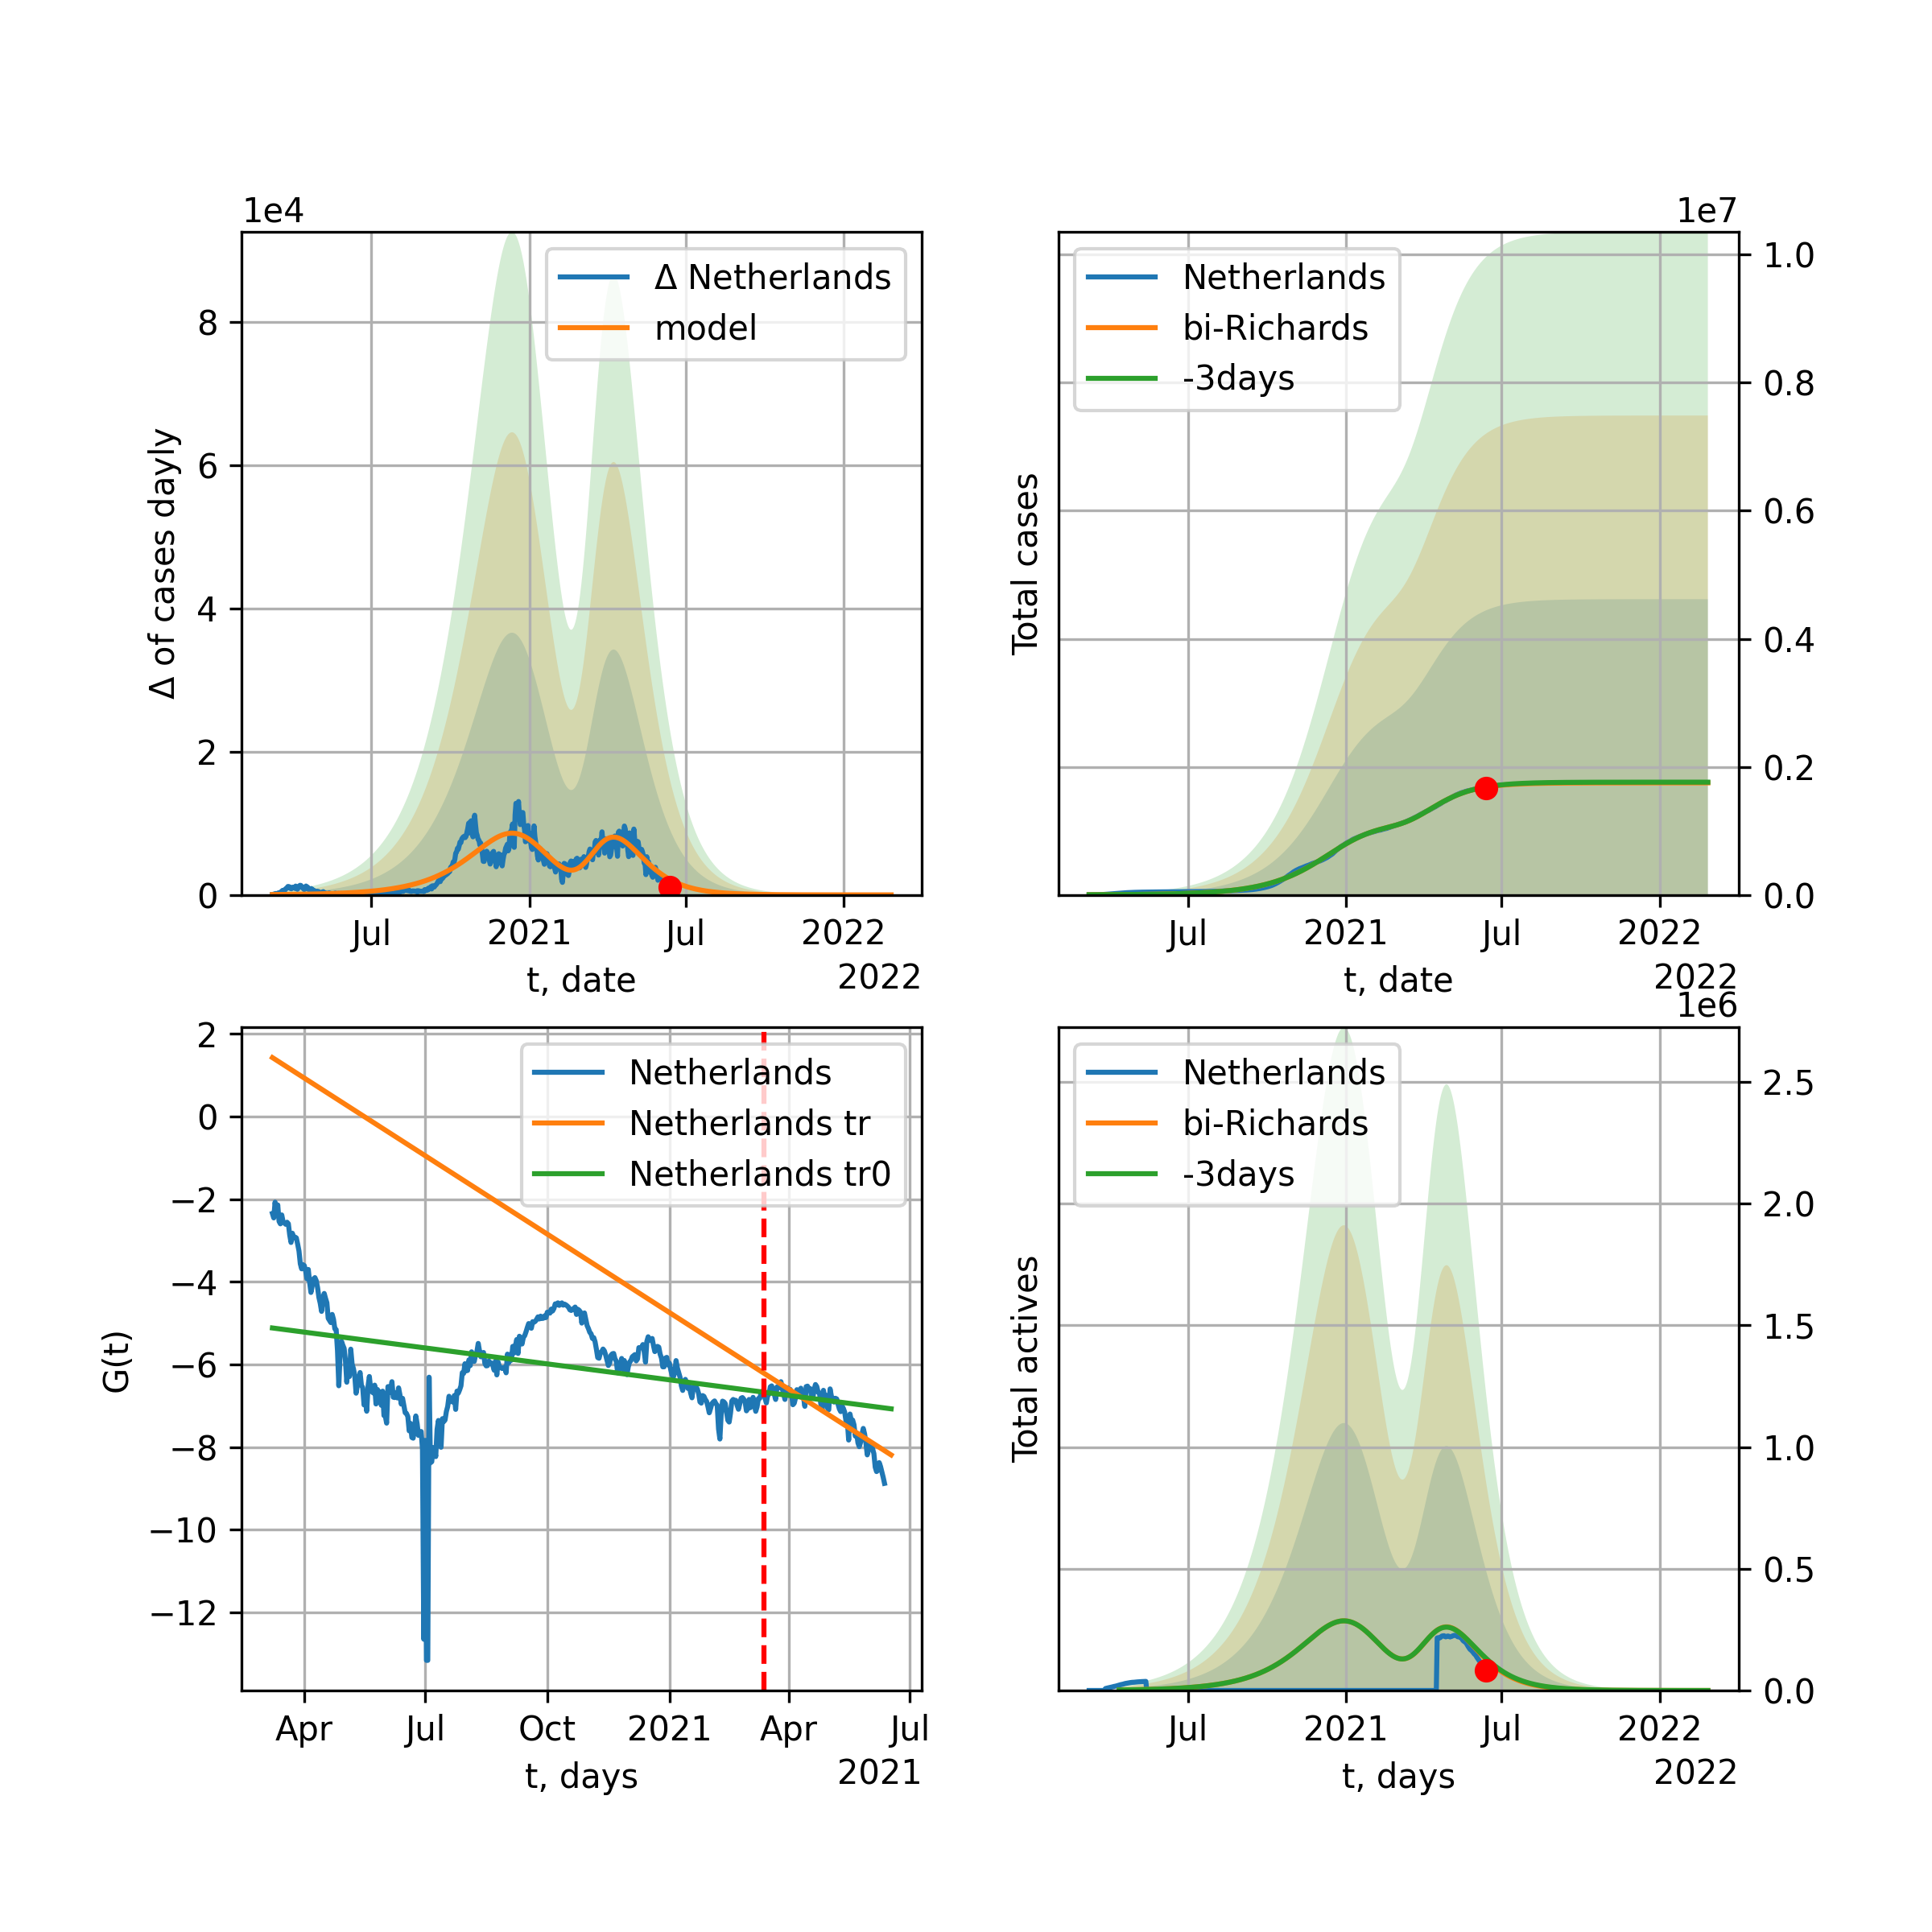 1e4
Δ Netherlands
model
8
6
4
2
0
Δ of cases dayly
Jul
2021
Jul
2022
t, date
2022
1e7
Netherlands
bi-Richards
-3days
1.0
0.8
0.6
0.4
0.2
0.0
Total cases
Jul
2021
Jul
2022
t, date
2022
Netherlands
Netherlands tr
Netherlands tr0
2
0
−2
−4
−6
−8
−10
−12
G(t)
Apr
Jul
Oct
2021
Apr
Jul
t, days
2021
1e6
Netherlands
bi-Richards
-3days
2.5
2.0
1.5
1.0
0.5
0.0
Total actives
Jul
2021
Jul
2022
t, days
2022